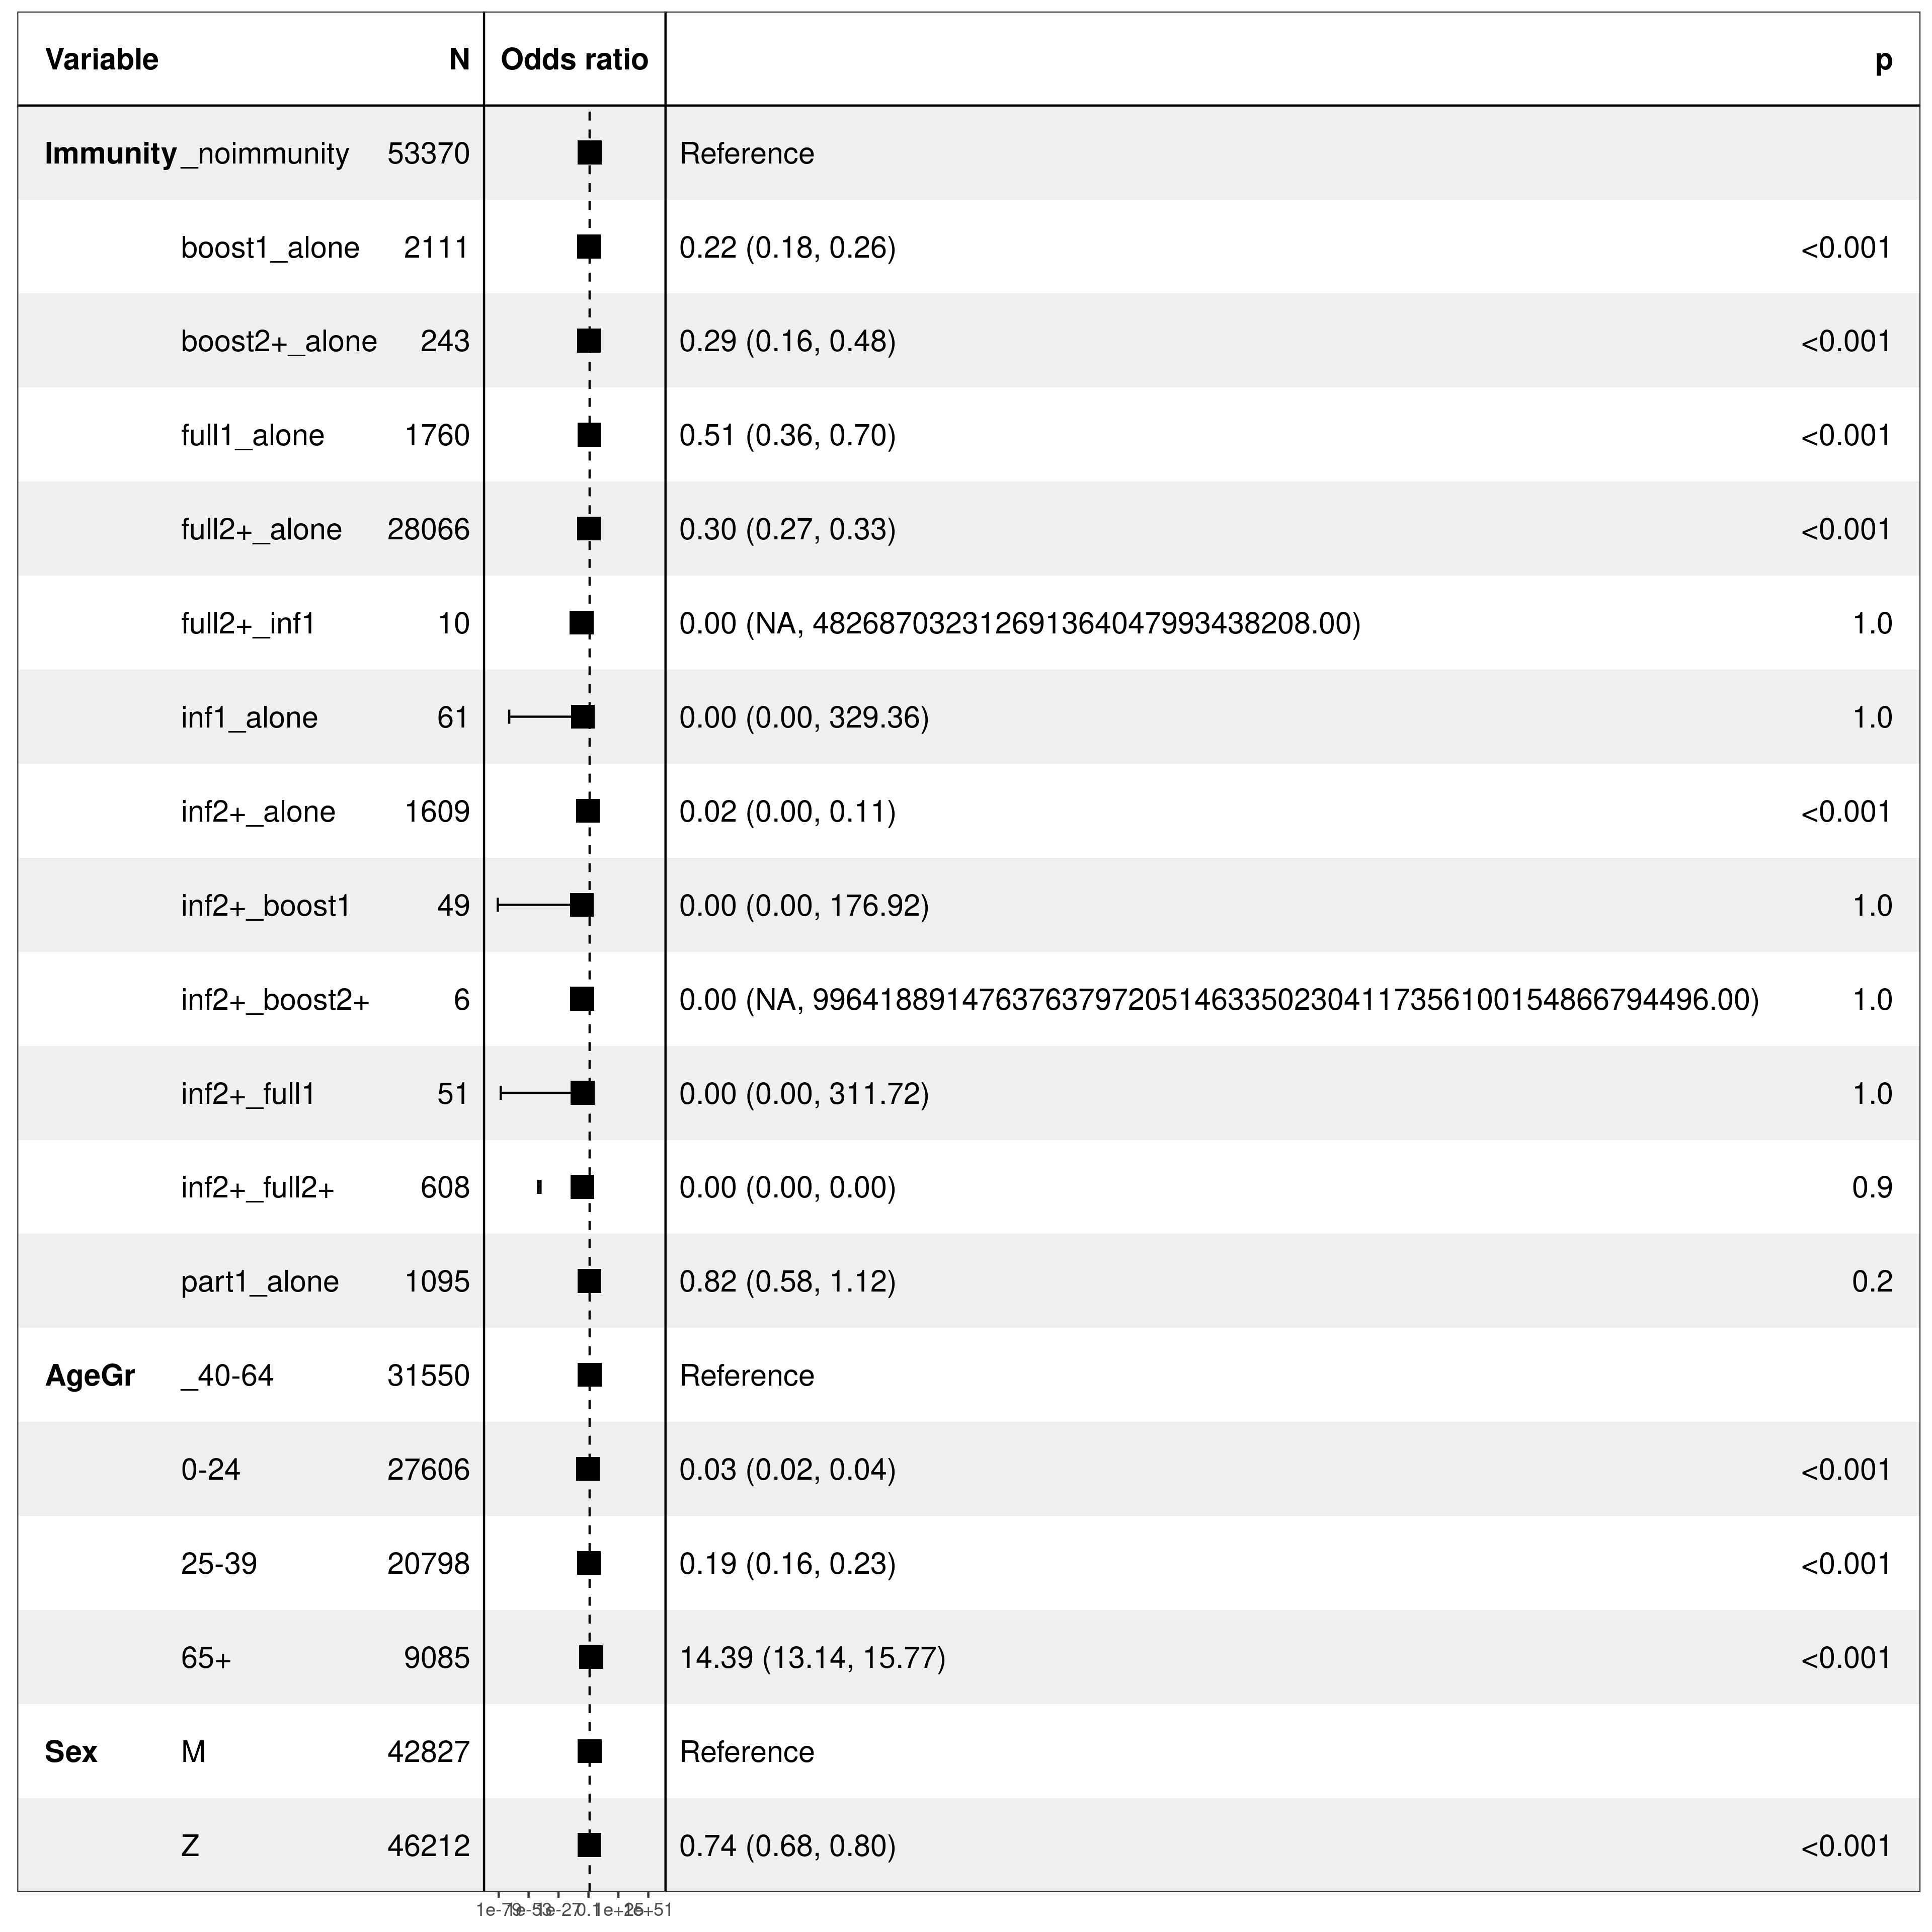 Variable N Odds ratio p
Immunity _noimmunity 53370 Reference
boost1_alone 2111 0.22 (0.18, 0.26) <0.001
boost2+_alone 243 0.29 (0.16, 0.48) <0.001
full1_alone 1760 0.51 (0.36, 0.70) <0.001
full2+_alone 28066 0.30 (0.27, 0.33) <0.001
full2+_inf1 10 0.00 (NA, 4826870323126913640479934382​08.00) 1.0
inf1_alone 61 0.00 (0.00, 329.36) 1.0
inf2+_alone 1609 0.02 (0.00, 0.11) <0.001
inf2+_boost1 49 0.00 (0.00, 176.92) 1.0
inf2+_boost2+ 6 0.00 (NA, 99641889147637637972051463350230411735610015486679​4496.00) 1.0
inf2+_full1 51 0.00 (0.00, 311.72) 1.0
inf2+_full2+ 608 0.00 (0.00, 0.00) 0.9
part1_alone 1095 0.82 (0.58, 1.12) 0.2
AgeGr _40-64 31550 Reference
0-24 27606 0.03 (0.02, 0.04) <0.001
25-39 20798 0.19 (0.16, 0.23) <0.001
65+ 9085 14.39 (13.14, 15.77) <0.001
Sex M 42827 Reference
Z 46212 0.74 (0.68, 0.80) <0.001
1e-79 1e-53 1e-27 0.1 1e+25 1e+51